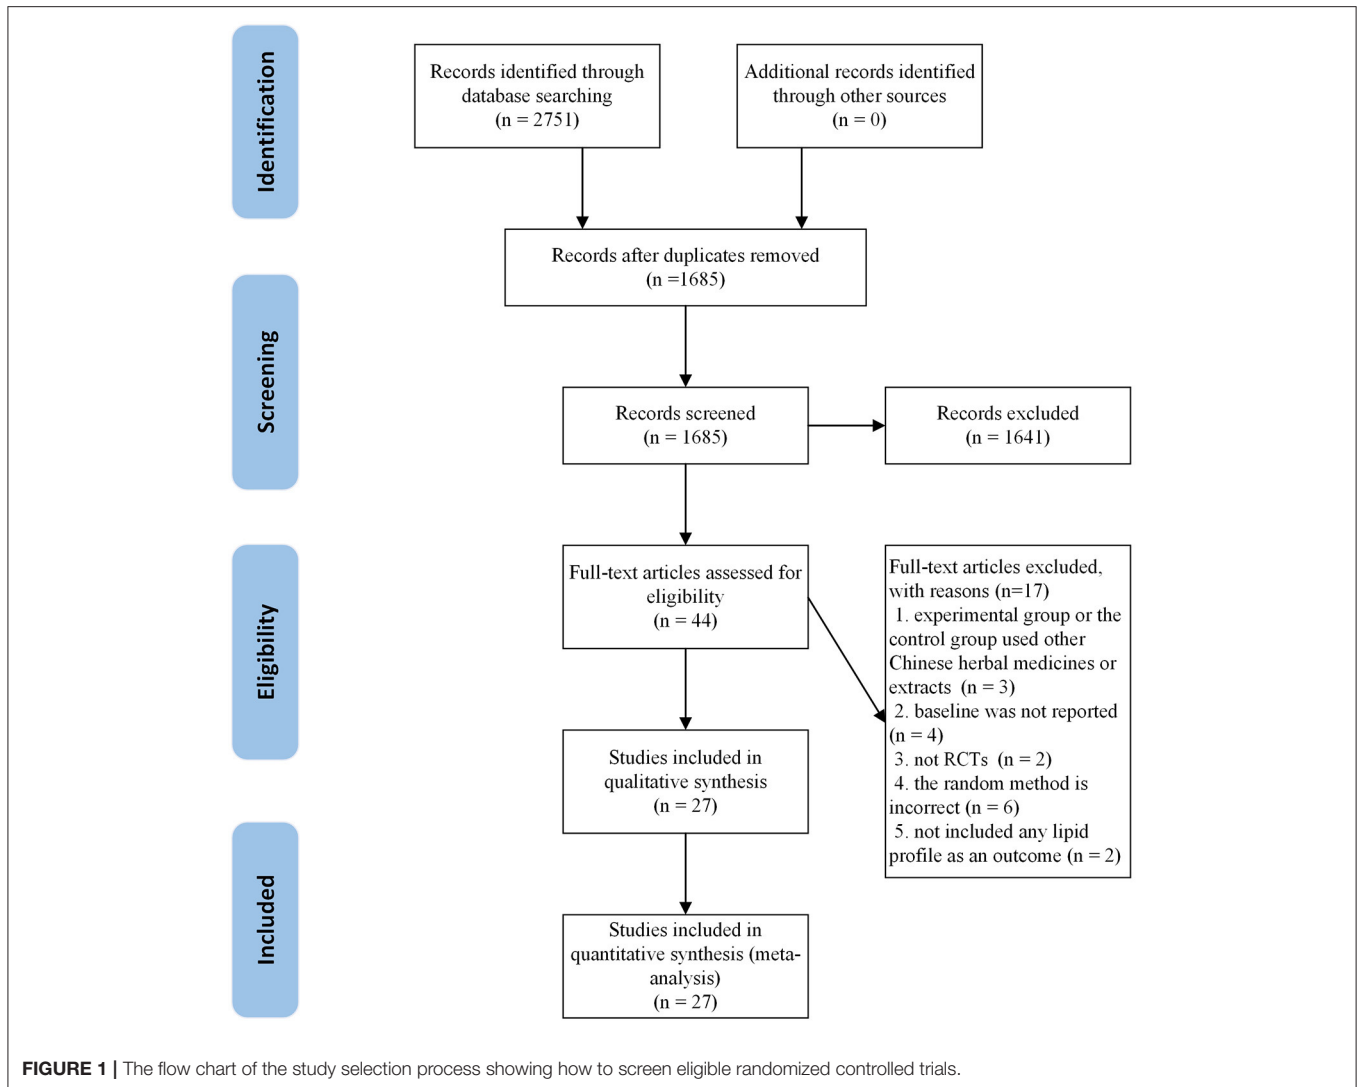 Identification
Records identified through
database searching
(n = 2751)
Additional records identified
through other sources
(n = 0)
Records after duplicates removed
(n =1685)
Screening
Records screened
(n = 1685)
Records excluded
(n = 1641)
Eligibility
Full-text articles assessed for
eligibility
(n = 44)
Full-text articles excluded,
with reasons (n=17)
1. experimental group or the
control group used other
Chinese herbal medicines or
extracts (n = 3)
2. baseline was not reported
(n = 4)
3. not RCTs (n = 2)
4. the random method is
incorrect (n = 6)
5. not included any lipid
profile as an outcome (n = 2)
Studies included in
qualitative synthesis
(n = 27)
Included
Studies included in
quantitative synthesis (meta-
analysis)
(n = 27)
FIGURE 1 | The flow chart of the study selection process showing how to screen eligible randomized controlled trials.